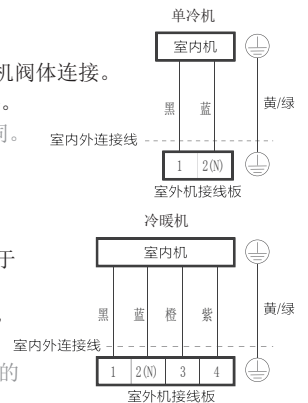 单冷机
室内机
机阀体连接。
黑 蓝 黄/绿
。
同。
室内外连接线
1 2(N)
室外机接线板
冷暖机
室内机
于
黑 蓝 橙 紫 黄/绿
室内外连接线
的
1 2(N) 3 4
室外机接线板